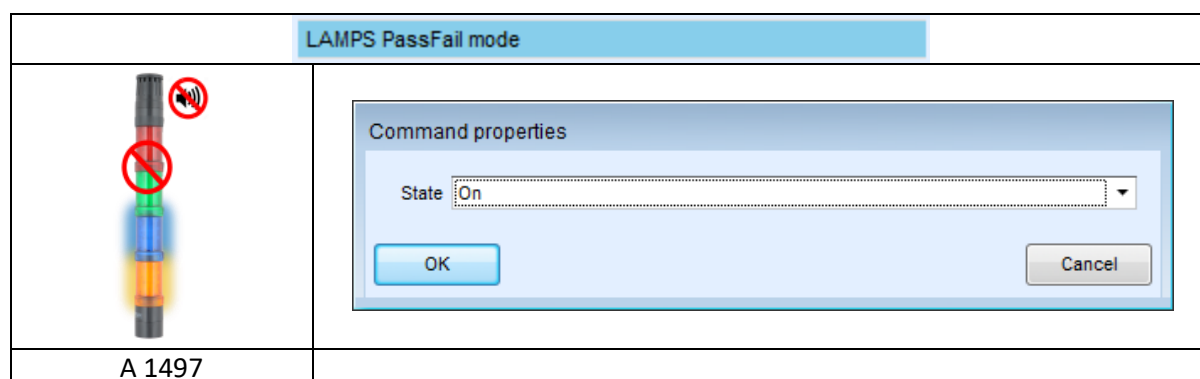 LAMPS PassFail mode
Command properties
State On
OK
Cancel
A 1497